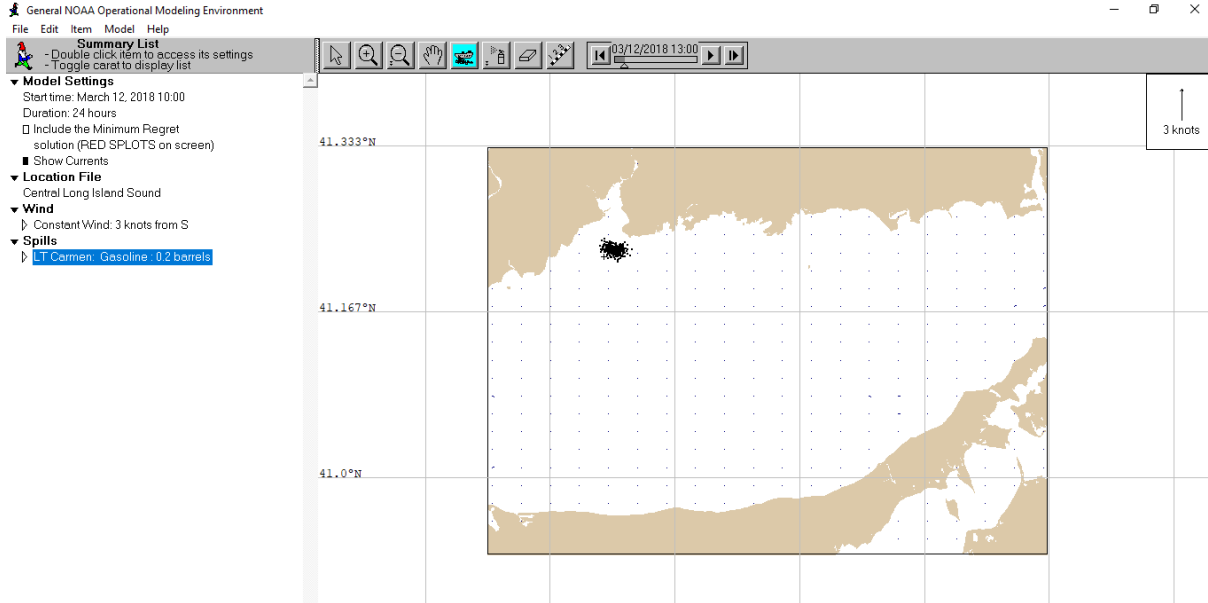 General NOAA Operational Modeling Environment
File Edit Item Model Help
Summary List
- Double click item to access its settings
- Toggle carat to display list
03/12/2018 13:00
Model Settings
Start time: March 12, 2018 10:00
Duration: 24 hours
Include the Minimum Regret
solution (RED SPLOTS on screen)
Show Currents
Location File
Central Long Island Sound
Wind
Constant Wind: 3 knots from S
Spills
LT Carmen: Gasoline : 0.2 barrels
3 knots
41.333°N
41.167°N
41.0°N